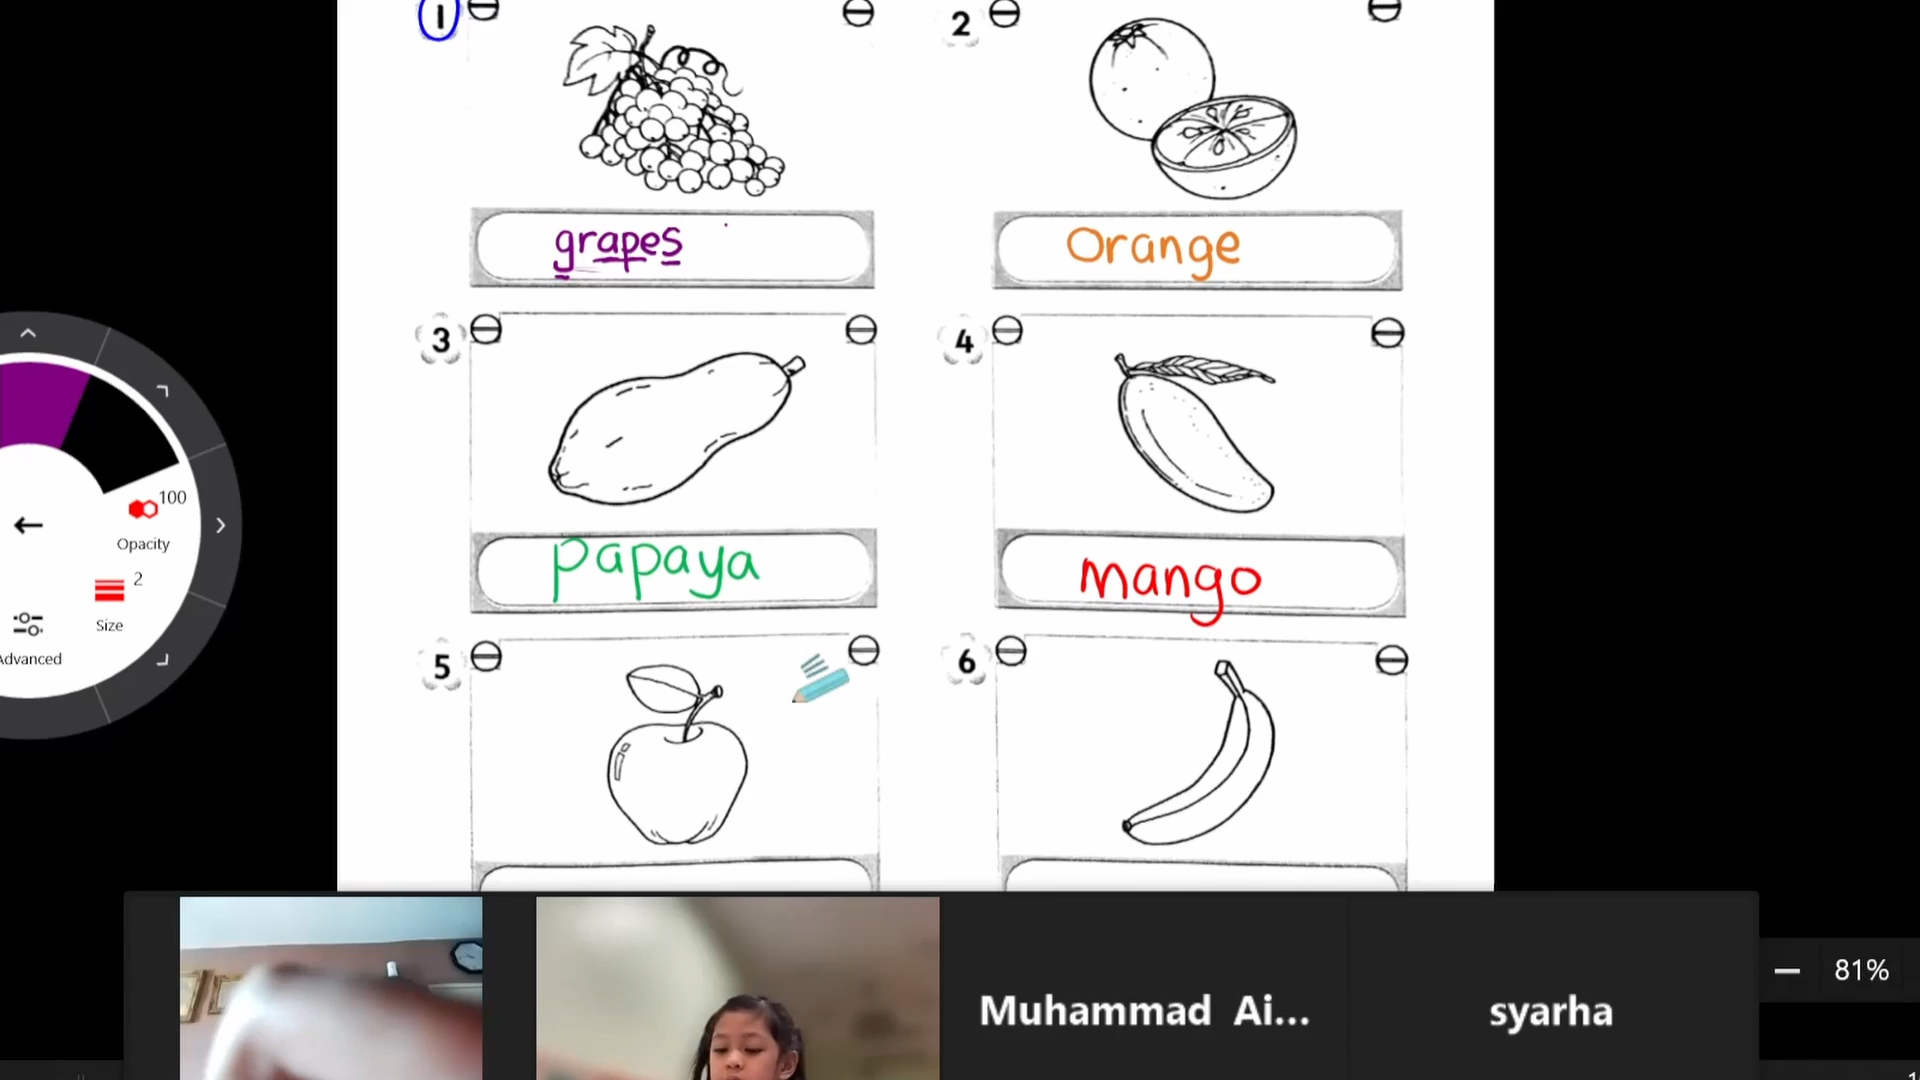 1
2
grapes
Orange
3
4
papaya
mango
100
Opacity
2
Size
Advanced
5
6
Muhammad Ai...
syarha
81%